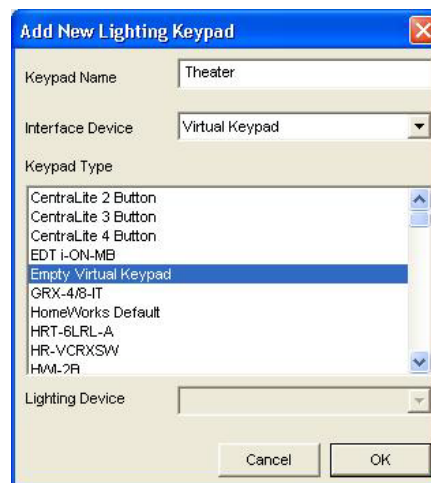 Add New Lighting Keypad
Keypad Name
Theater
Interface Device
Virtual Keypad
Keypad Type
CentraLite 2 Button
CentraLite 3 Button
CentraLite 4 Button
EDT i-ON-MB
Empty Virtual Keypad
GRX-4/8-IT
HomeWorks Default
HRT-6LRL-A
HR-VCRXSW
HWI-2B
Lighting Device
Cancel
OK